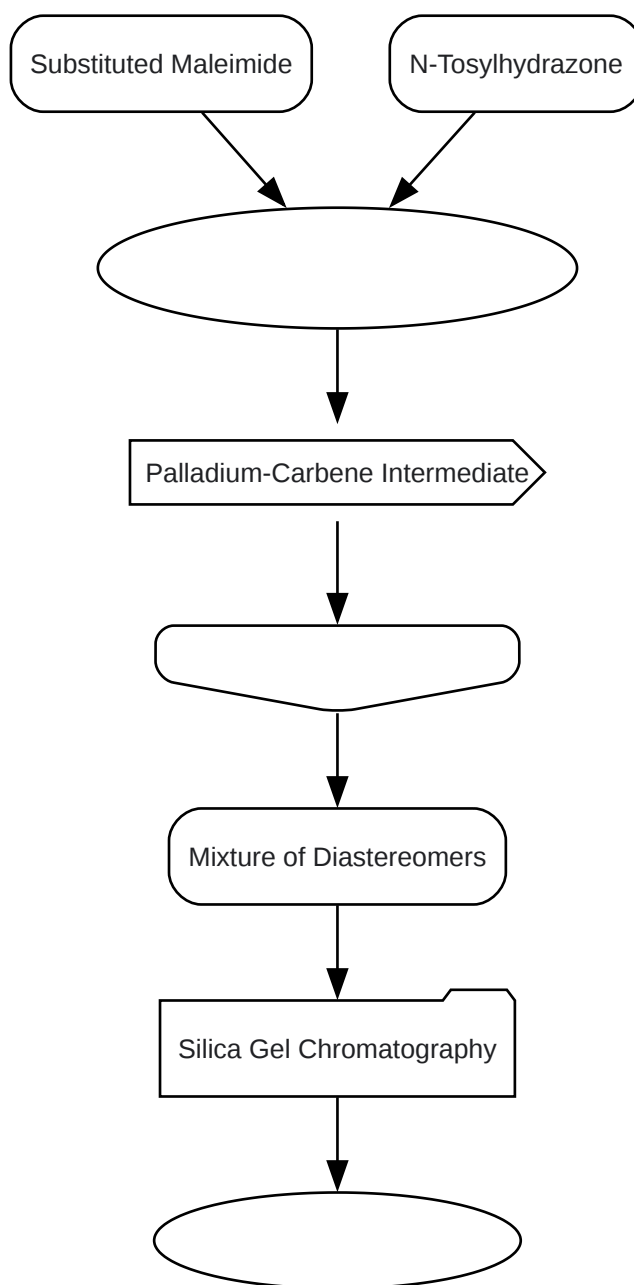 Substituted Maleimide
N-Tosylhydrazone
Palladium-Carbene Intermediate
Mixture of Diastereomers
Silica Gel Chromatography